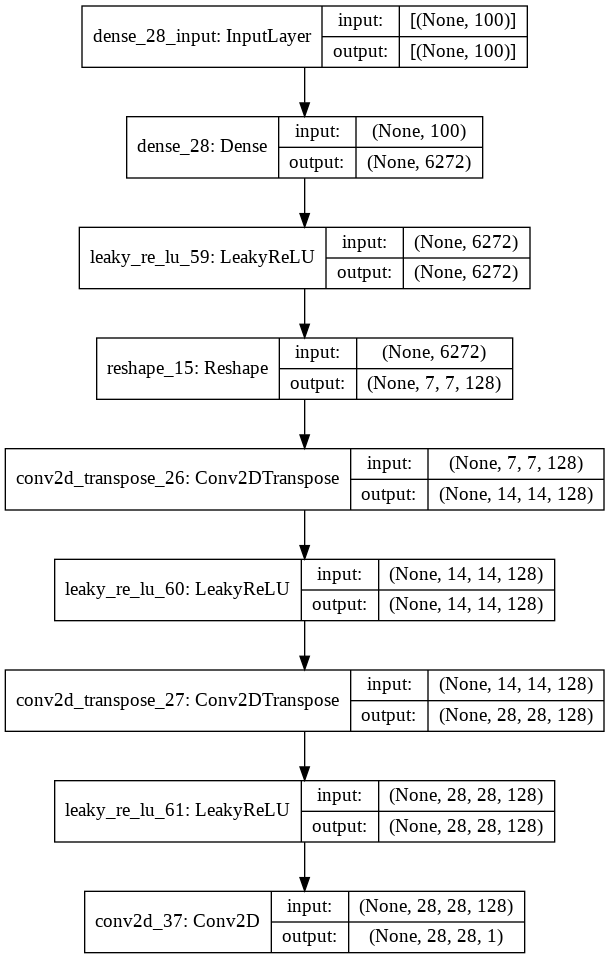 dense_28_input: InputLayer
input:
[(None, 100)]
output:
[(None, 100)]
dense_28: Dense
input:
(None, 100)
output:
(None, 6272)
leaky_re_lu_59: LeakyReLU
input:
(None, 6272)
output:
(None, 6272)
reshape_15: Reshape
input:
(None, 6272)
output:
(None, 7, 7, 128)
conv2d_transpose_26: Conv2DTranspose
input:
(None, 7, 7, 128)
output:
(None, 14, 14, 128)
leaky_re_lu_60: LeakyReLU
input:
(None, 14, 14, 128)
output:
(None, 14, 14, 128)
conv2d_transpose_27: Conv2DTranspose
input:
(None, 14, 14, 128)
output:
(None, 28, 28, 128)
leaky_re_lu_61: LeakyReLU
input:
(None, 28, 28, 128)
output:
(None, 28, 28, 128)
conv2d_37: Conv2D
input:
(None, 28, 28, 128)
output:
(None, 28, 28, 1)